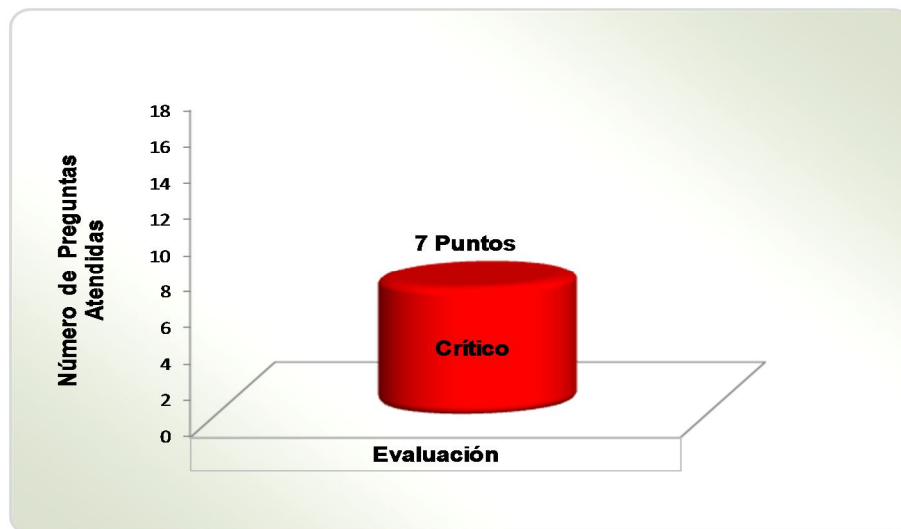 Número de Preguntas
Atendidas
18
16
14
12
10
8
6
4
2
0
7 Puntos
Crítico
Evaluación